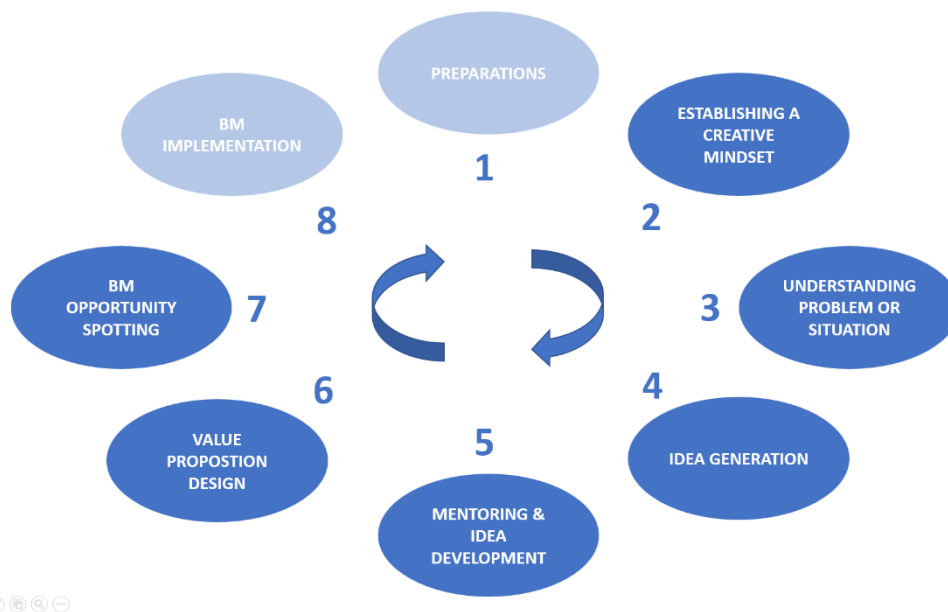 PREPARATIONS
1
ESTABLISHING A
CREATIVE
MINDSET
2
UNDERSTANDING
PROBLEM OR
SITUATION
3
IDEA GENERATION
4
MENTORING &
IDEA
DEVELOPMENT
5
VALUE
PROPOSTION
DESIGN
6
BM
OPPORTUNITY
SPOTTING
7
BM
IMPLEMENTATION
8